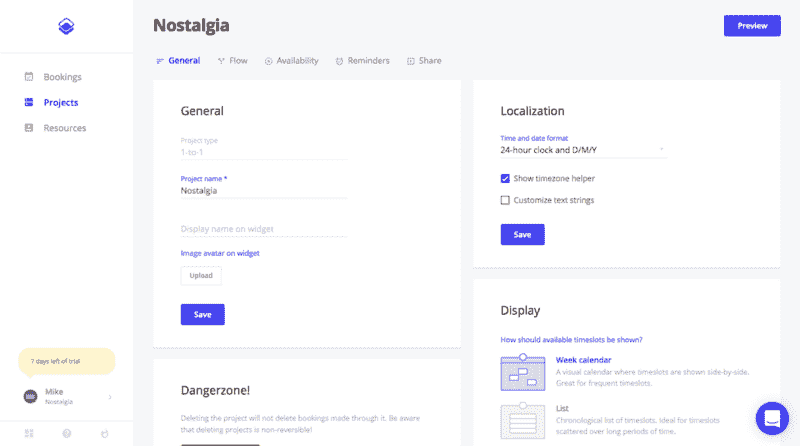 Nostalgia
Preview
General
Flow
Availability
Reminders
Share
Bookings
Projects
Resources
General
Project type
1-to-1
Project name *
Nostalgia
Display name on widget
Image avatar on widget
Upload
Save
Localization
Time and date format
24-hour clock and D/M/Y
Show timezone helper
Customize text strings
Save
Display
How should available timeslots be shown?
Week calendar
A visual calendar where timeslots are shown side-by-side.
Great for frequent timeslots.
List
Chronological list of timeslots. Ideal for timeslots
scattered over long periods of time.
Dangerzone!
Deleting the project will not delete bookings made through it. Be aware
that deleting projects is non-reversible!
7 days left of trial
Mike
Nostalgia